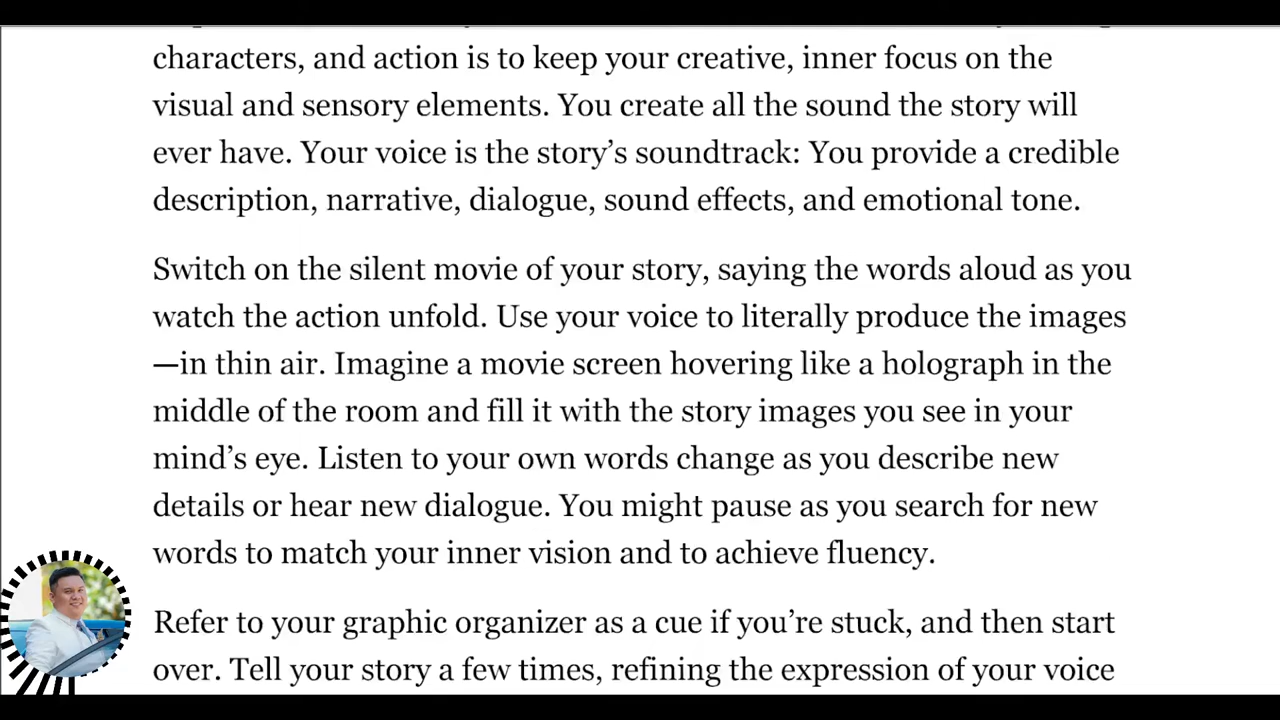 characters, and action is to keep your creative, inner focus on the
visual and sensory elements. You create all the sound the story will
ever have. Your voice is the story’s soundtrack: You provide a credible
description, narrative, dialogue, sound effects, and emotional tone.
Switch on the silent movie of your story, saying the words aloud as you
watch the action unfold. Use your voice to literally produce the images
—in thin air. Imagine a movie screen hovering like a holograph in the
middle of the room and fill it with the story images you see in your
mind’s eye. Listen to your own words change as you describe new
details or hear new dialogue. You might pause as you search for new
words to match your inner vision and to achieve fluency.
Refer to your graphic organizer as a cue if you’re stuck, and then start
over. Tell your story a few times, refining the expression of your voice